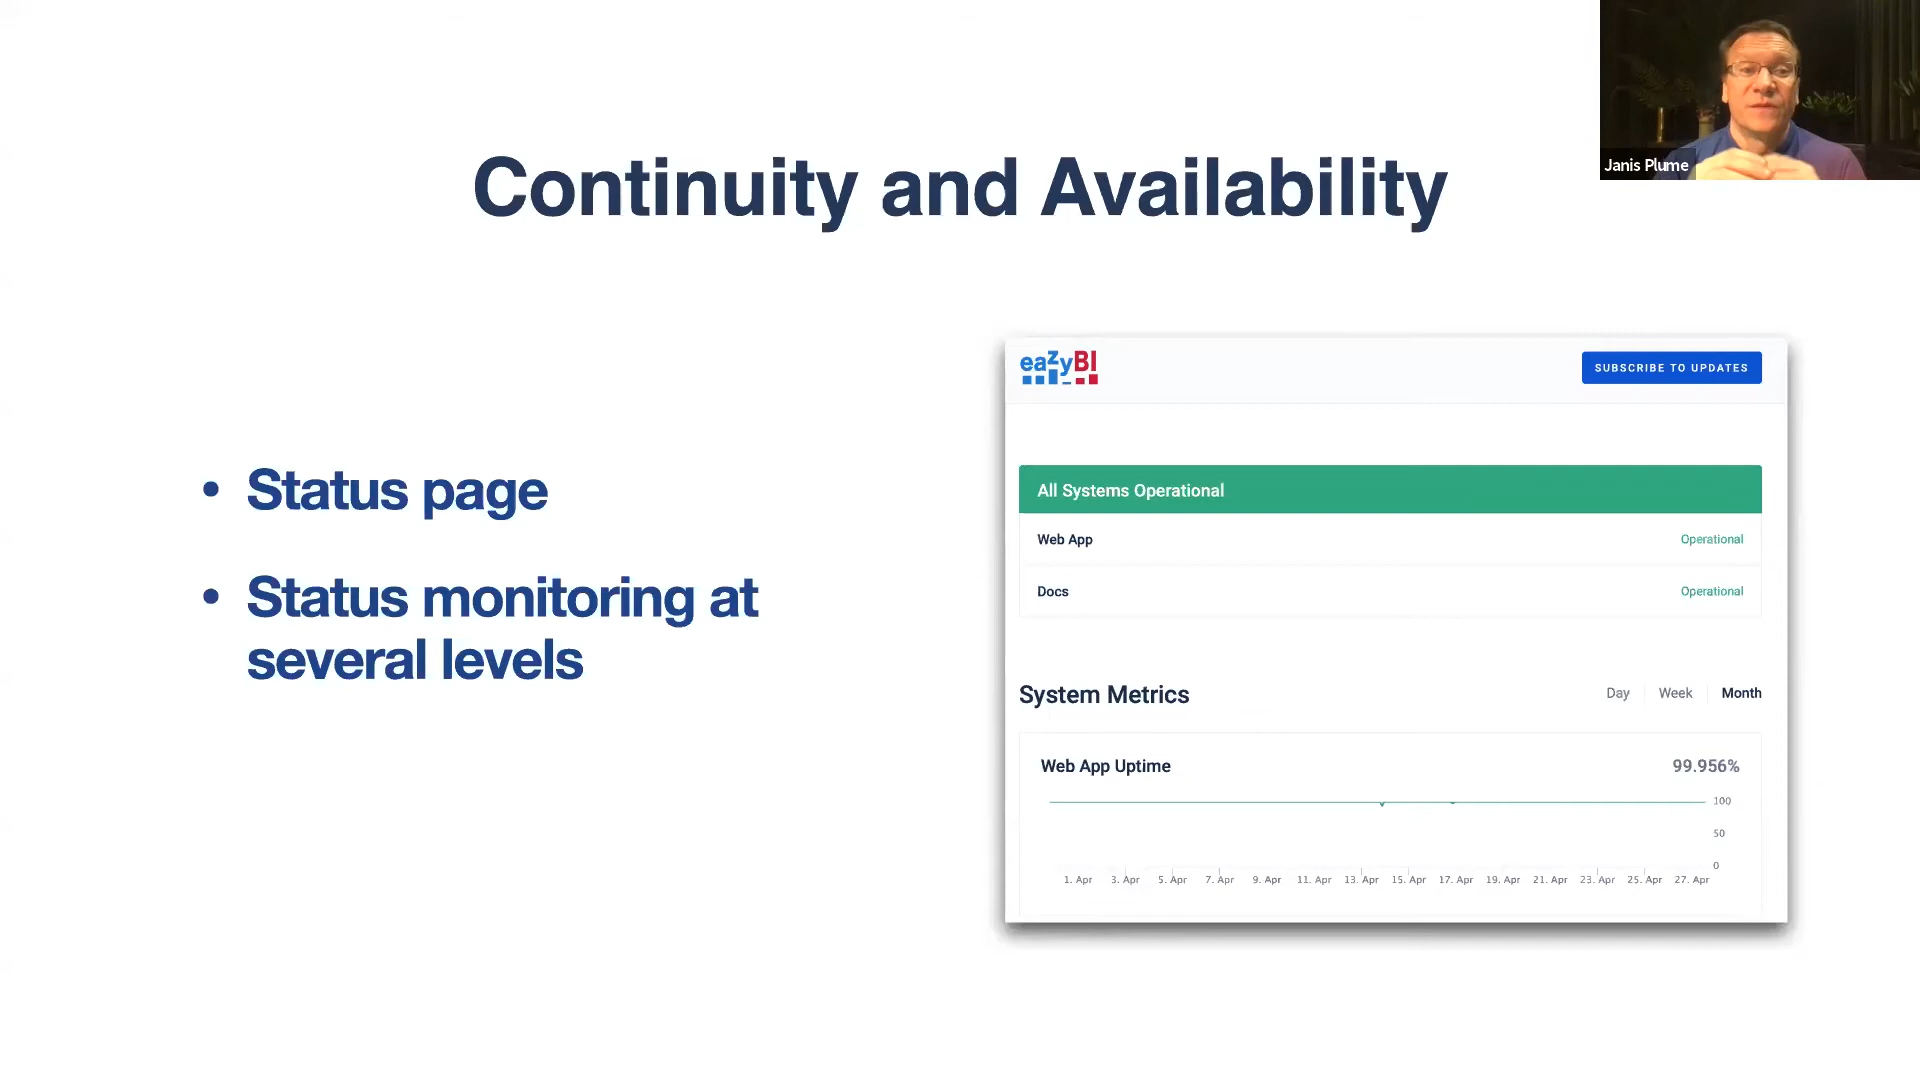 Janis Plume
Continuity and Availability
• Status page
• Status monitoring at
several levels
eazyBI
SUBSCRIBE TO UPDATES
All Systems Operational
Web App Operational
Docs Operational
System Metrics Day Week Month
Web App Uptime 99.956%
100
50
0
1. Apr 3. Apr 5. Apr 7. Apr 9. Apr 11. Apr 13. Apr 15. Apr 17. Apr 19. Apr 21. Apr 23. Apr 25. Apr 27. Apr